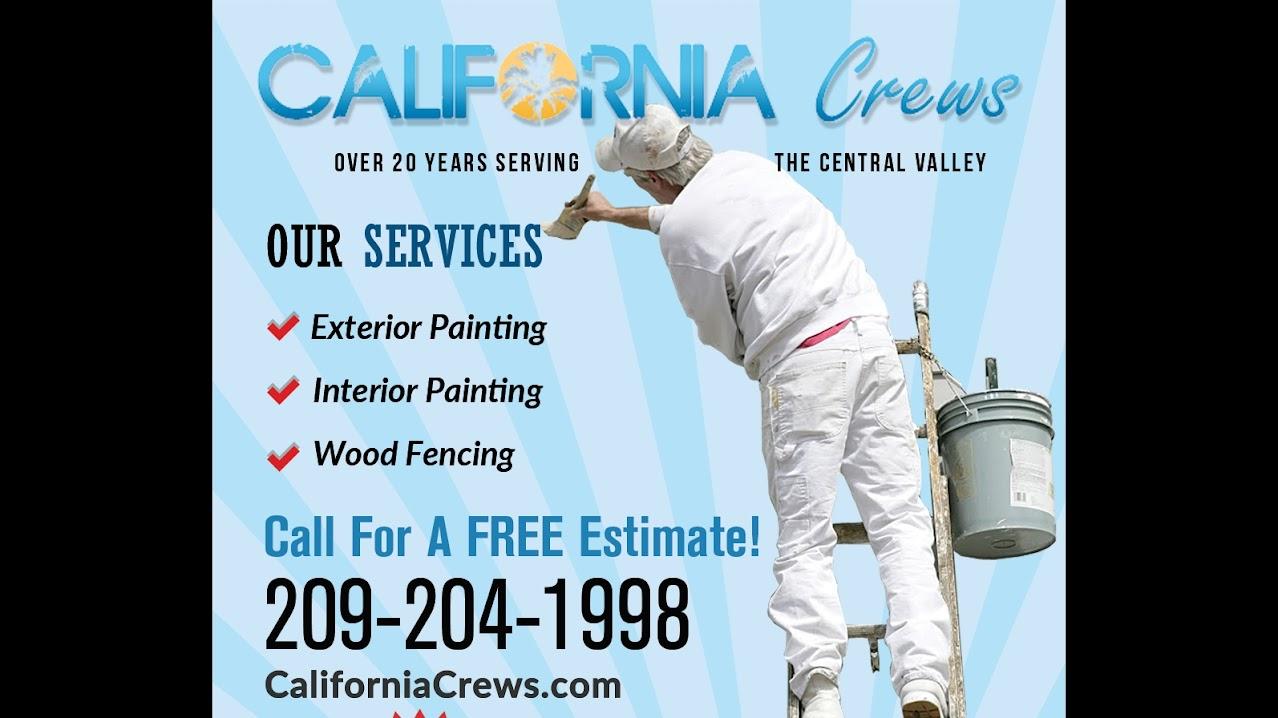 CALIFORNIA Crews
OVER 20 YEARS SERVING THE CENTRAL VALLEY
OUR SERVICES
Exterior Painting
Interior Painting
Wood Fencing
Call For A FREE Estimate!
209-204-1998
CaliforniaCrews.com